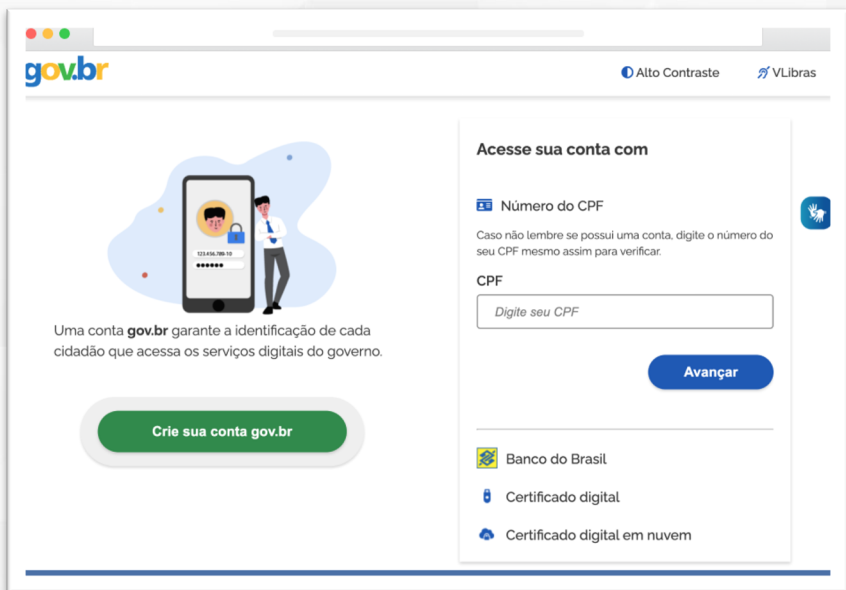 gov.br
Alto Contraste
VLibras
123.456.789-10
Uma conta gov.br garante a identificação de cada
cidadão que acessa os serviços digitais do governo.
Crie sua conta gov.br
Acesse sua conta com
Número do CPF
Caso não lembre se possui uma conta, digite o número do
seu CPF mesmo assim para verificar.
CPF
Digite seu CPF
Avançar
Banco do Brasil
Certificado digital
Certificado digital em nuvem